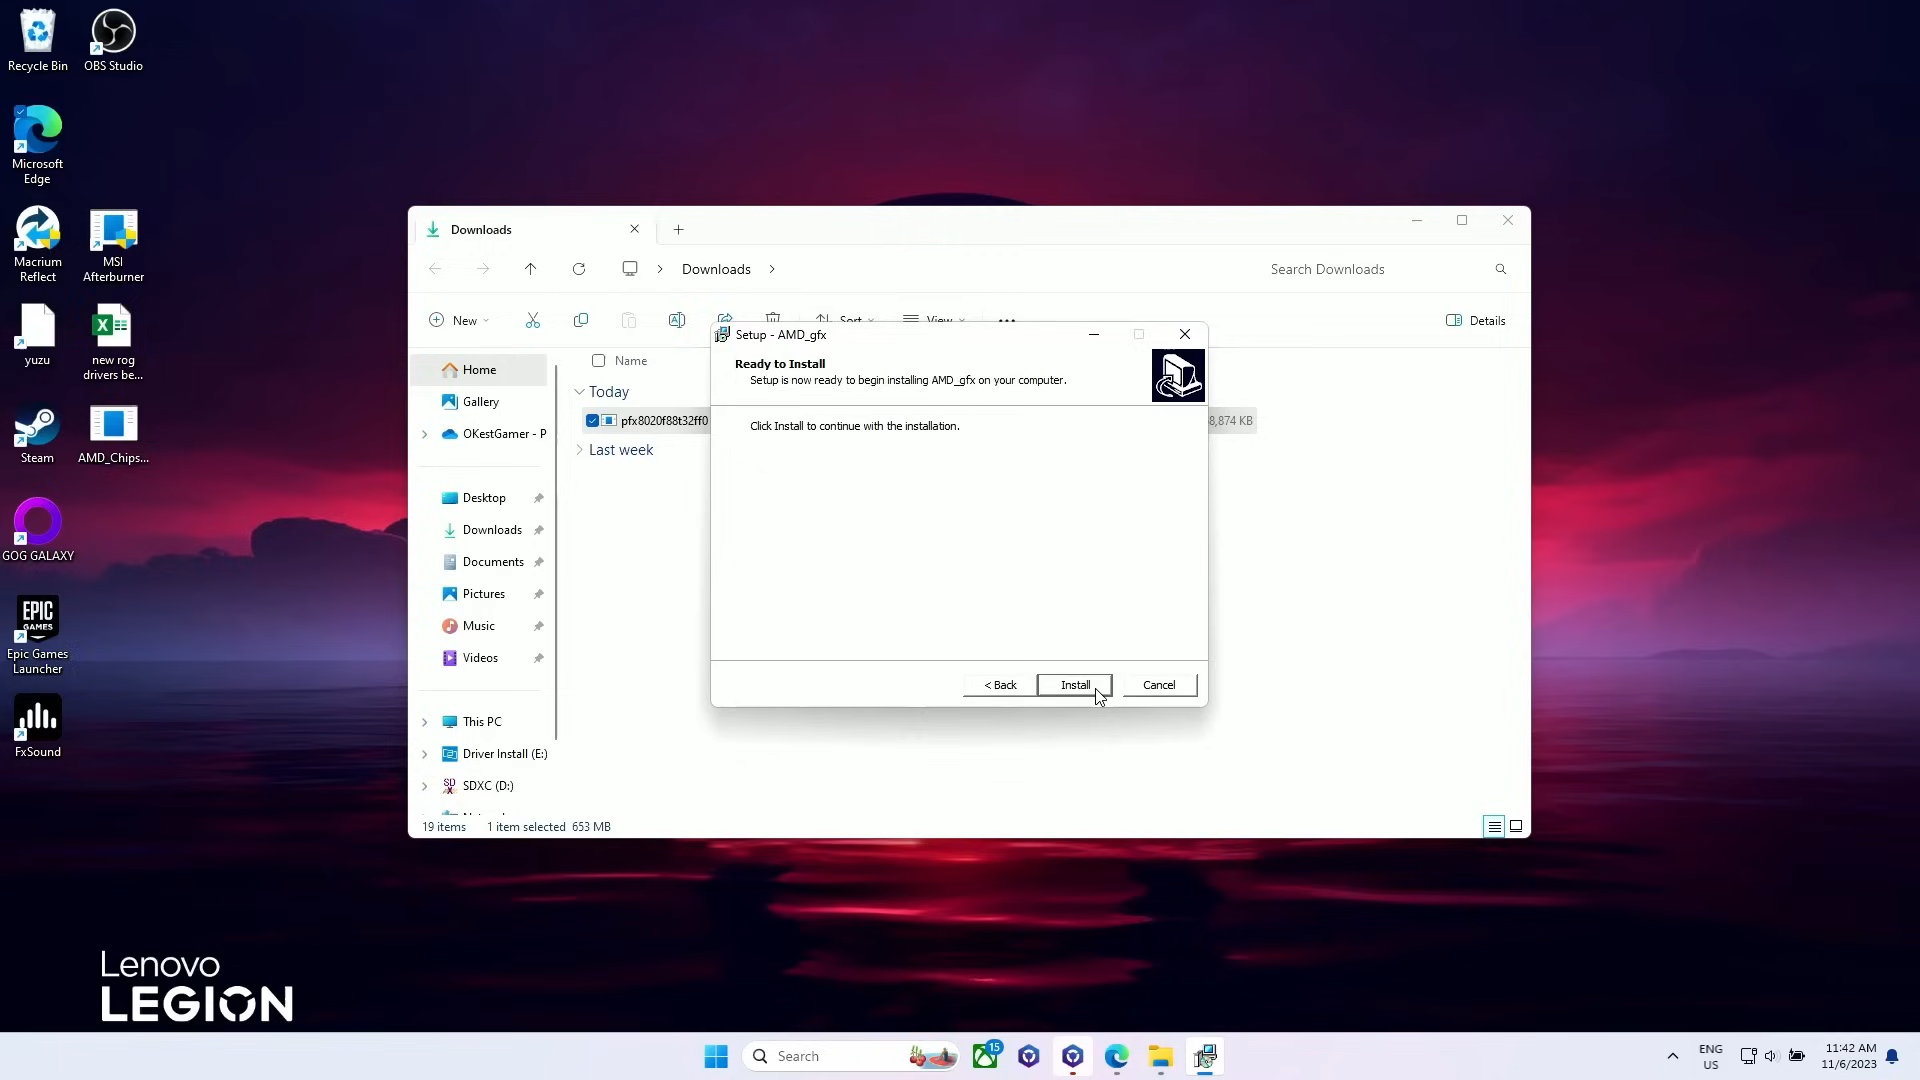 Recycle Bin
OBS Studio
Microsoft
Edge
Macrium
Reflect
MSI
Afterburner
yuzu
new rog
drivers be...
Steam
AMD_Chips...
GOG GALAXY
EPIC
GAMES
Epic Games
Launcher
FxSound
Lenovo
LEGION
Downloads
Downloads
Search Downloads
New
Sort
View
Details
Home
Gallery
OKestGamer - P
Desktop
Downloads
Documents
Pictures
Music
Videos
This PC
Driver Install (E:)
SD
SDXC (D:)
Name
Today
pfx8020f88t32ff0
8,874 KB
Last week
19 items
1 item selected 653 MB
Setup - AMD_gfx
Ready to Install
Setup is now ready to begin installing AMD_gfx on your computer.
Click Install to continue with the installation.
< Back
Install
Cancel
Search
15
ENG
US
11:42 AM
11/6/2023